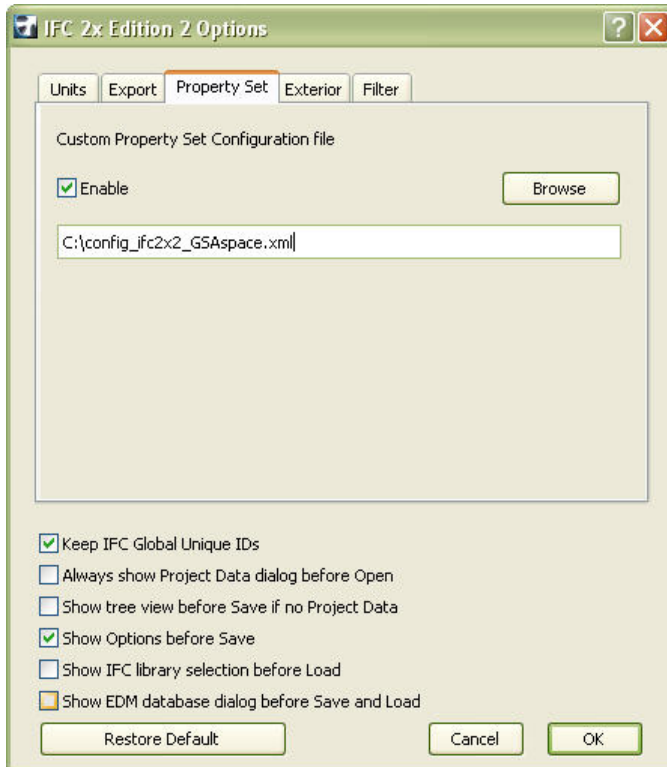 IFC 2x Edition 2 Options
Units Export Property Set Exterior Filter
Custom Property Set Configuration file
Enable Browse
C:\config_ifc2x2_GSAspace.xml
Keep IFC Global Unique IDs
Always show Project Data dialog before Open
Show tree view before Save if no Project Data
Show Options before Save
Show IFC library selection before Load
Show EDM database dialog before Save and Load
Restore Default Cancel OK